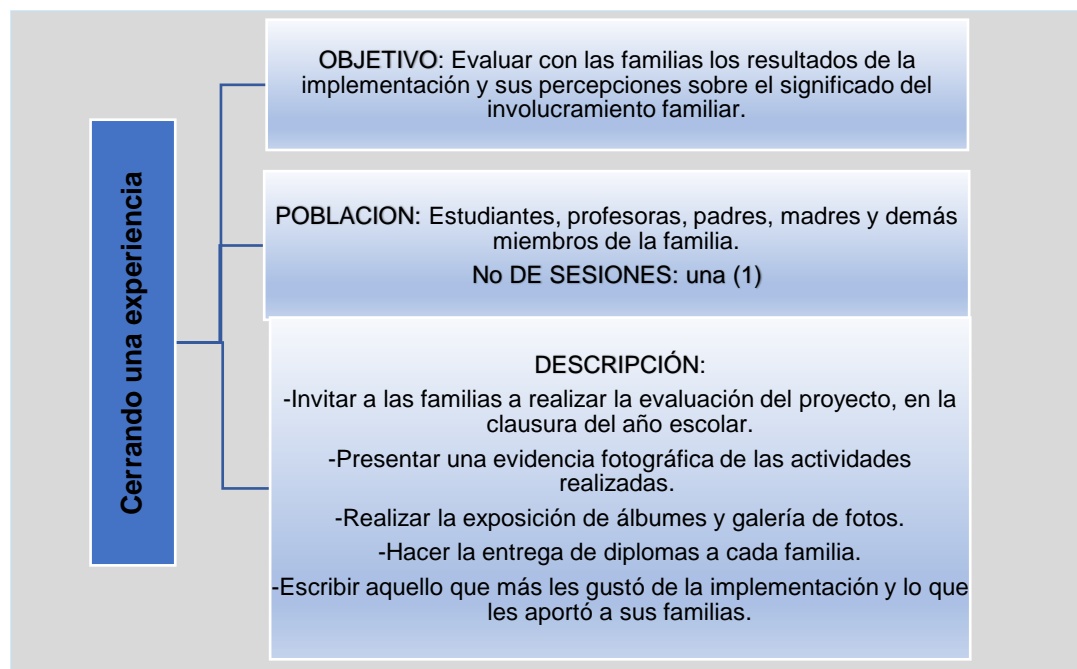 Cerrando una experiencia
OBJETIVO: Evaluar con las familias los resultados de la
implementación y sus percepciones sobre el significado del
involucramiento familiar.
POBLACION: Estudiantes, profesoras, padres, madres y demás
miembros de la familia.
No DE SESIONES: una (1)
DESCRIPCIÓN:
-Invitar a las familias a realizar la evaluación del proyecto, en la
clausura del año escolar.
-Presentar una evidencia fotográfica de las actividades
realizadas.
-Realizar la exposición de álbumes y galería de fotos.
-Hacer la entrega de diplomas a cada familia.
-Escribir aquello que más les gustó de la implementación y lo que
les aportó a sus familias.